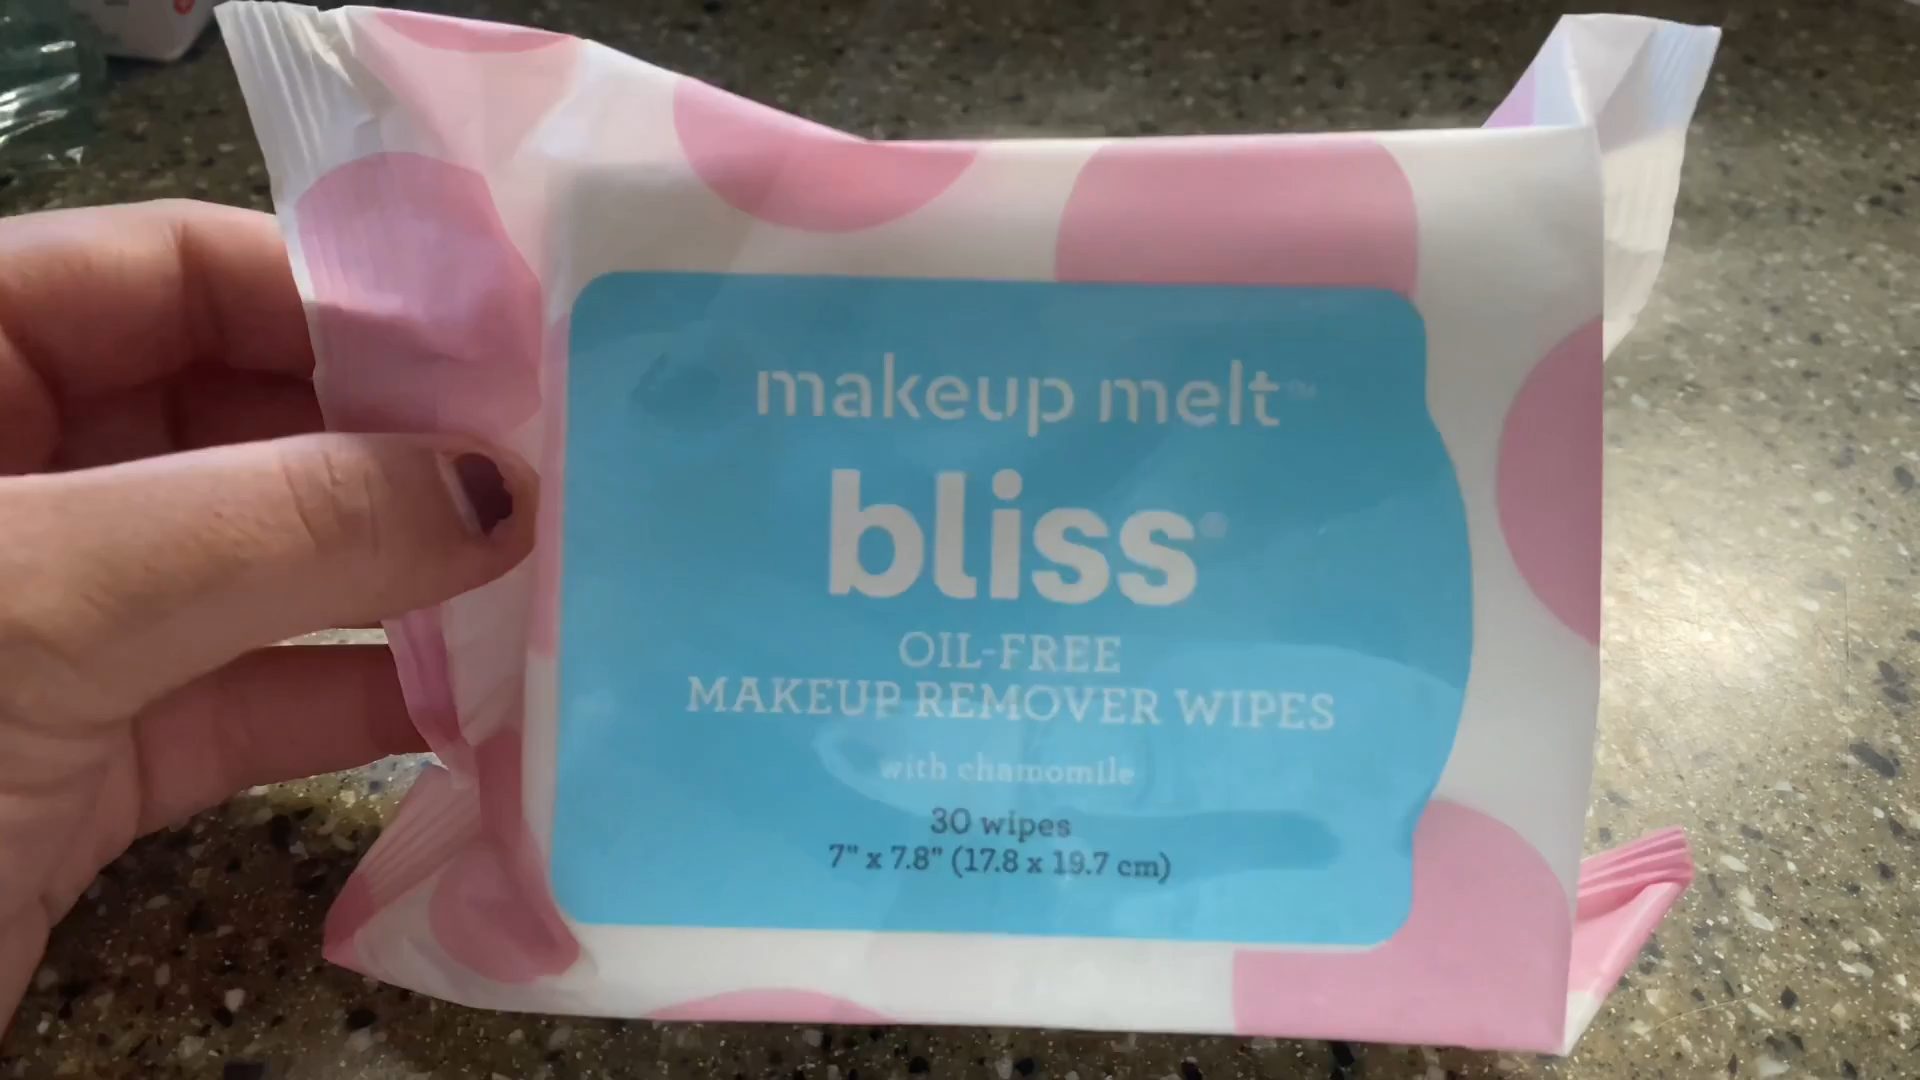 makeup melt™
bliss®
OIL-FREE
MAKEUP REMOVER WIPES
with chamomile
30 wipes
7" x 7.8" (17.8 x 19.7 cm)